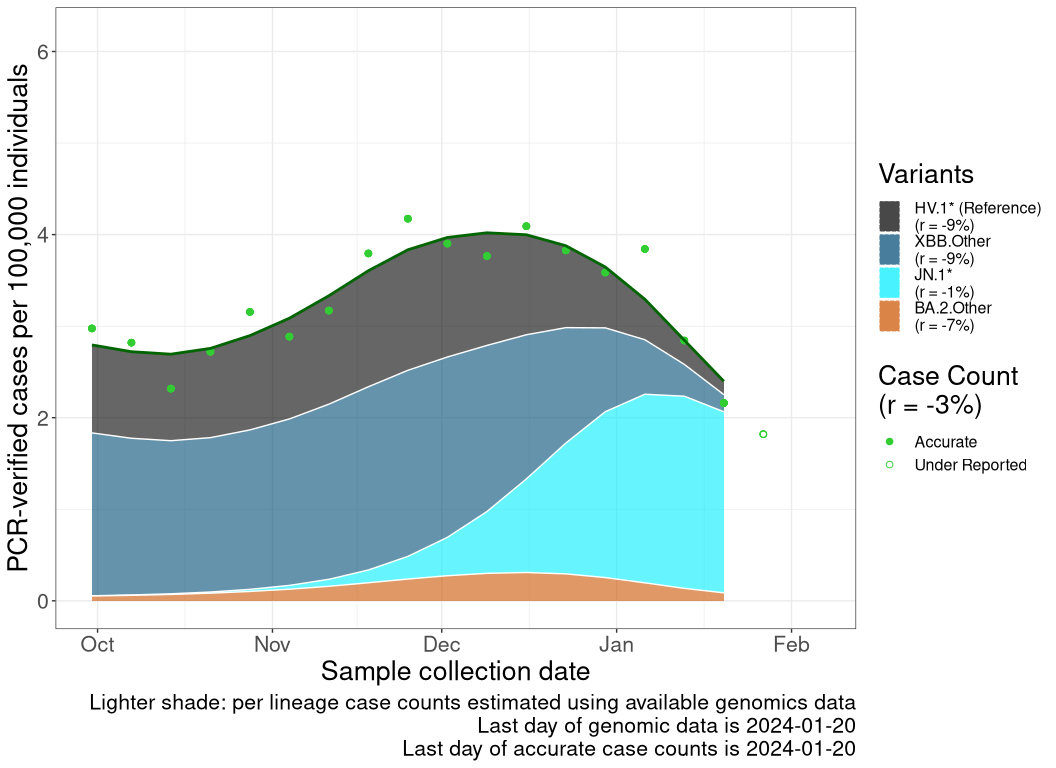 PCR-verified cases per 100,000 individuals
6
4
2
0
Oct
Nov
Dec
Jan
Feb
Sample collection date
Lighter shade: per lineage case counts estimated using available genomics data
Last day of genomic data is 2024-01-20
Last day of accurate case counts is 2024-01-20
Variants
HV.1* (Reference)
(r = -9%)
XBB.Other
(r = -9%)
JN.1*
(r = -1%)
BA.2.Other
(r = -7%)
Case Count
(r = -3%)
Accurate
Under Reported